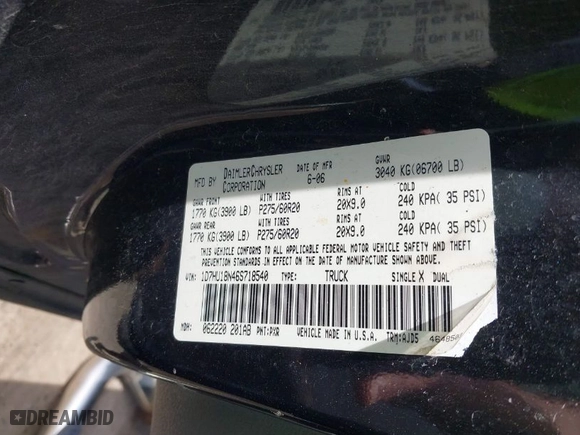 MFD BY DAIMLERCHRYSLER CORPORATION
DATE OF MFR 6-06
GVWR 3040 KG(06700 LB)
GAWR FRONT WITH TIRES RIMS AT COLD
1770 KG(3900 LB) P275/60R20 20X9.0 240 KPA( 35 PSI)
GAWR REAR WITH TIRES RIMS AT COLD
1770 KG(3900 LB) P275/60R20 20X9.0 240 KPA( 35 PSI)
THIS VEHICLE CONFORMS TO ALL APPLICABLE FEDERAL MOTOR VEHICLE SAFETY AND THEFT
PREVENTION STANDARDS IN EFFECT ON THE DATE OF MANUFACTURE SHOWN ABOVE.
VIN: 1D7HU18N46S718540 TYPE: TRUCK SINGLE X DUAL
MDH: 062220 201AB PNT:PXR VEHICLE MADE IN U.S.A. TRM:AJD5
DREAMBID